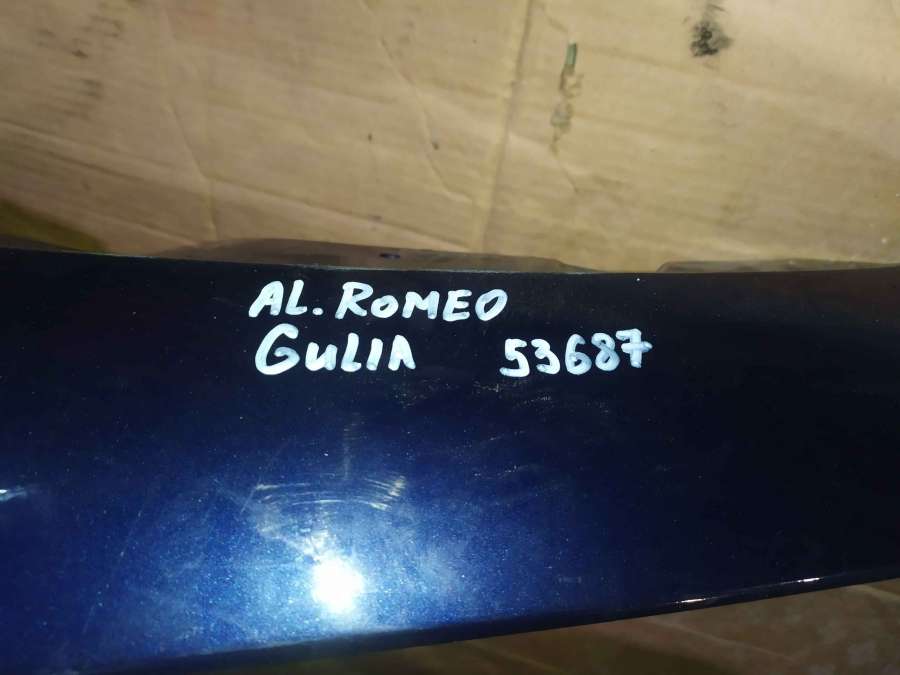 AL. ROMEO
GULIA 53687